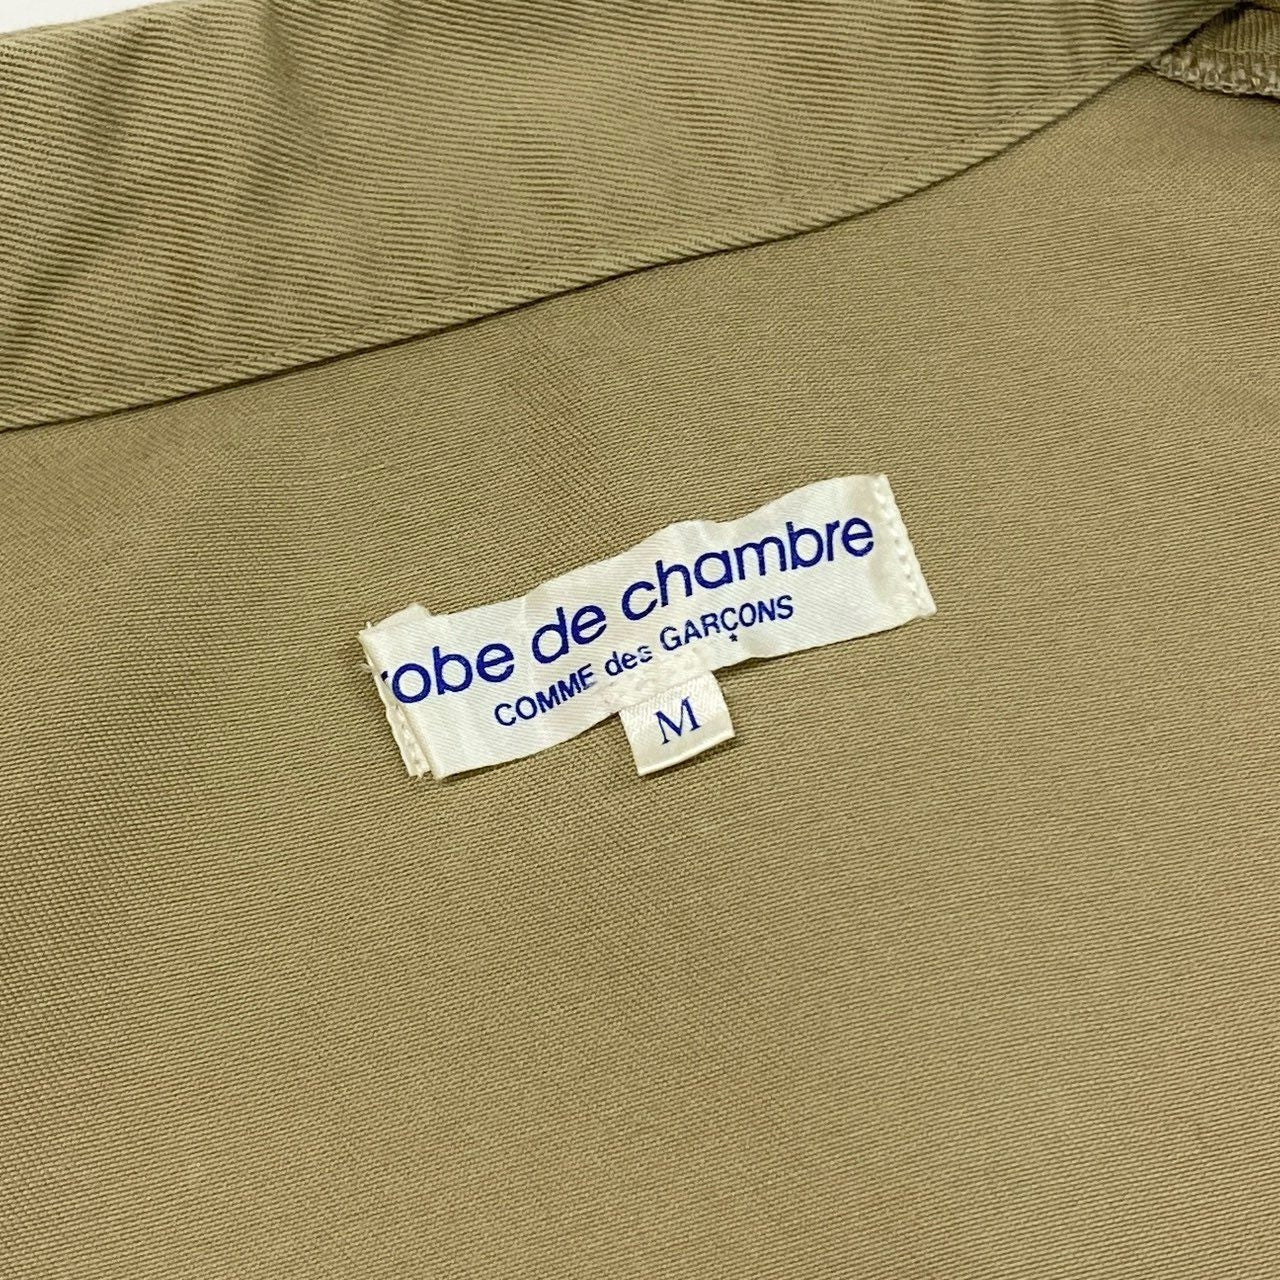 robe de chambre
COMME des GARÇONS
*
M